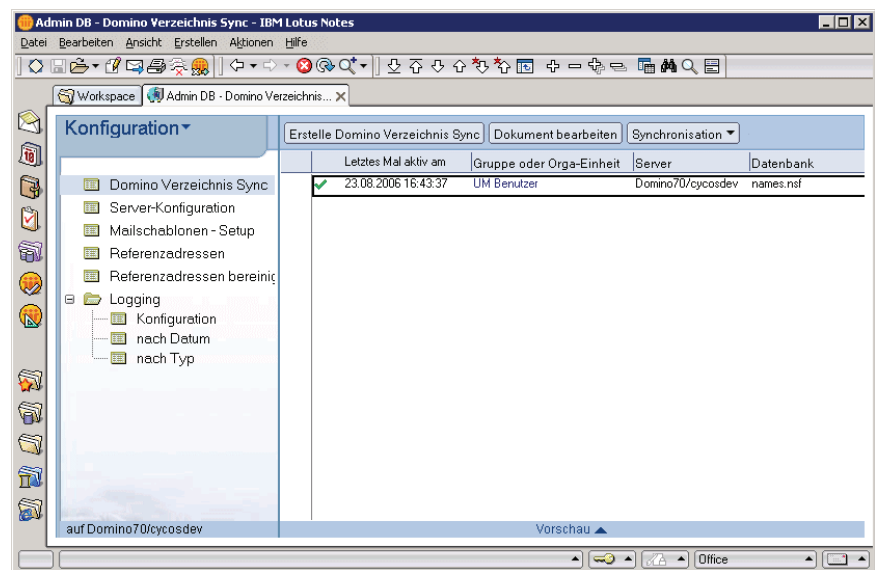 Admin DB - Domino Verzeichnis Sync - IBM Lotus Notes
Datei Bearbeiten Ansicht Erstellen Aktionen Hilfe
Workspace Admin DB - Domino Verzeichnis...
Konfiguration
Erstelle Domino Verzeichnis Sync Dokument bearbeiten Synchronisation
Letztes Mal aktiv am Gruppe oder Orga-Einheit Server Datenbank
23.08.2006 16:43:37 UM Benutzer Domino70/cycosdev names.nsf
Domino Verzeichnis Sync
Server-Konfiguration
Mailschablonen - Setup
Referenzadressen
Referenzadressen bereinig
Logging
Konfiguration
nach Datum
nach Typ
auf Domino70/cycosdev Vorschau
Office